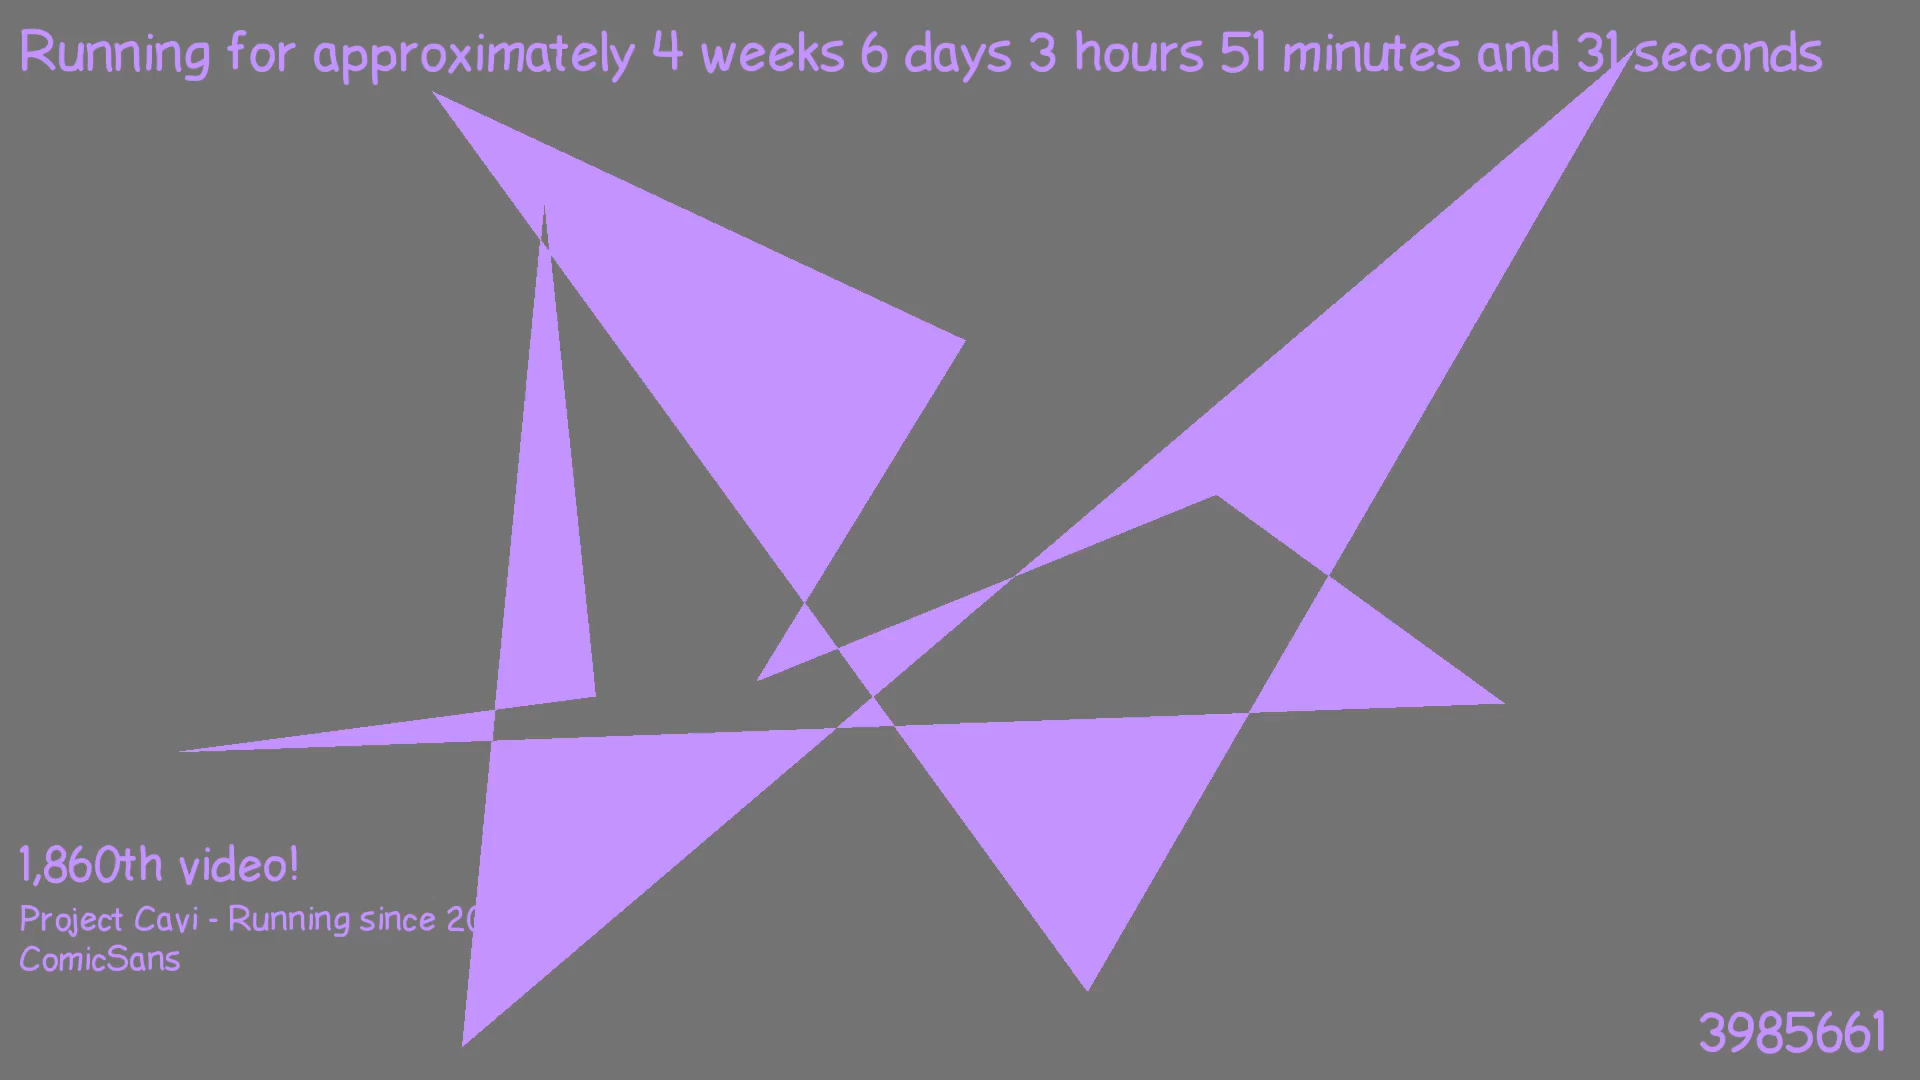 Running for approximately 4 weeks 6 days 3 hours 51 minutes and 31 seconds
1,860th video!
Project Cavi - Running since
ComicSans
3985661